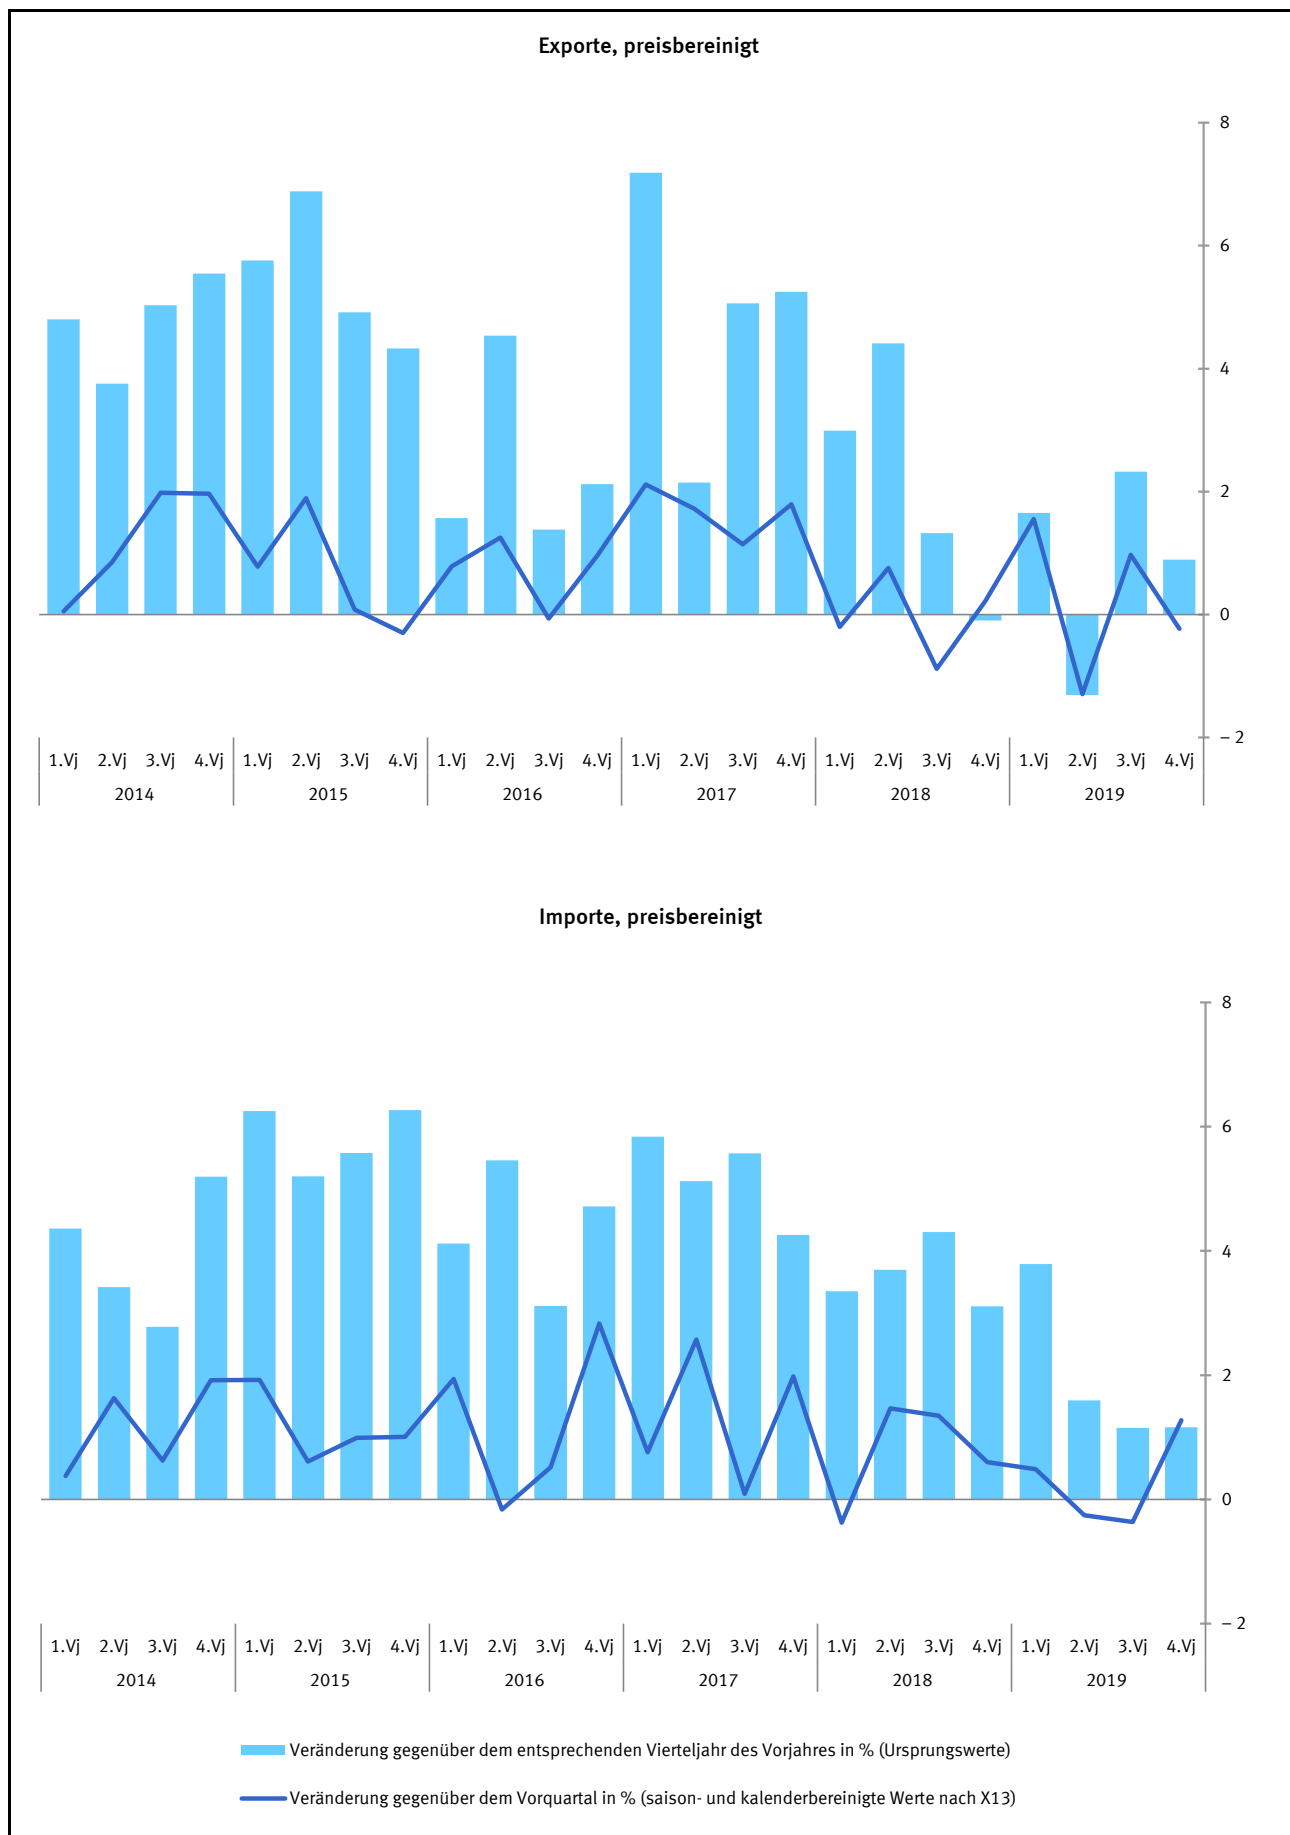 Exporte, preisbereinigt
8
6
4
2
0
– 2
1.Vj 2.Vj 3.Vj 4.Vj 1.Vj 2.Vj 3.Vj 4.Vj 1.Vj 2.Vj 3.Vj 4.Vj 1.Vj 2.Vj 3.Vj 4.Vj 1.Vj 2.Vj 3.Vj 4.Vj 1.Vj 2.Vj 3.Vj 4.Vj
2014 2015 2016 2017 2018 2019
Importe, preisbereinigt
8
6
4
2
0
– 2
1.Vj 2.Vj 3.Vj 4.Vj 1.Vj 2.Vj 3.Vj 4.Vj 1.Vj 2.Vj 3.Vj 4.Vj 1.Vj 2.Vj 3.Vj 4.Vj 1.Vj 2.Vj 3.Vj 4.Vj 1.Vj 2.Vj 3.Vj 4.Vj
2014 2015 2016 2017 2018 2019
Veränderung gegenüber dem entsprechenden Vierteljahr des Vorjahres in % (Ursprungswerte)
Veränderung gegenüber dem Vorquartal in % (saison- und kalenderbereinigte Werte nach X13)